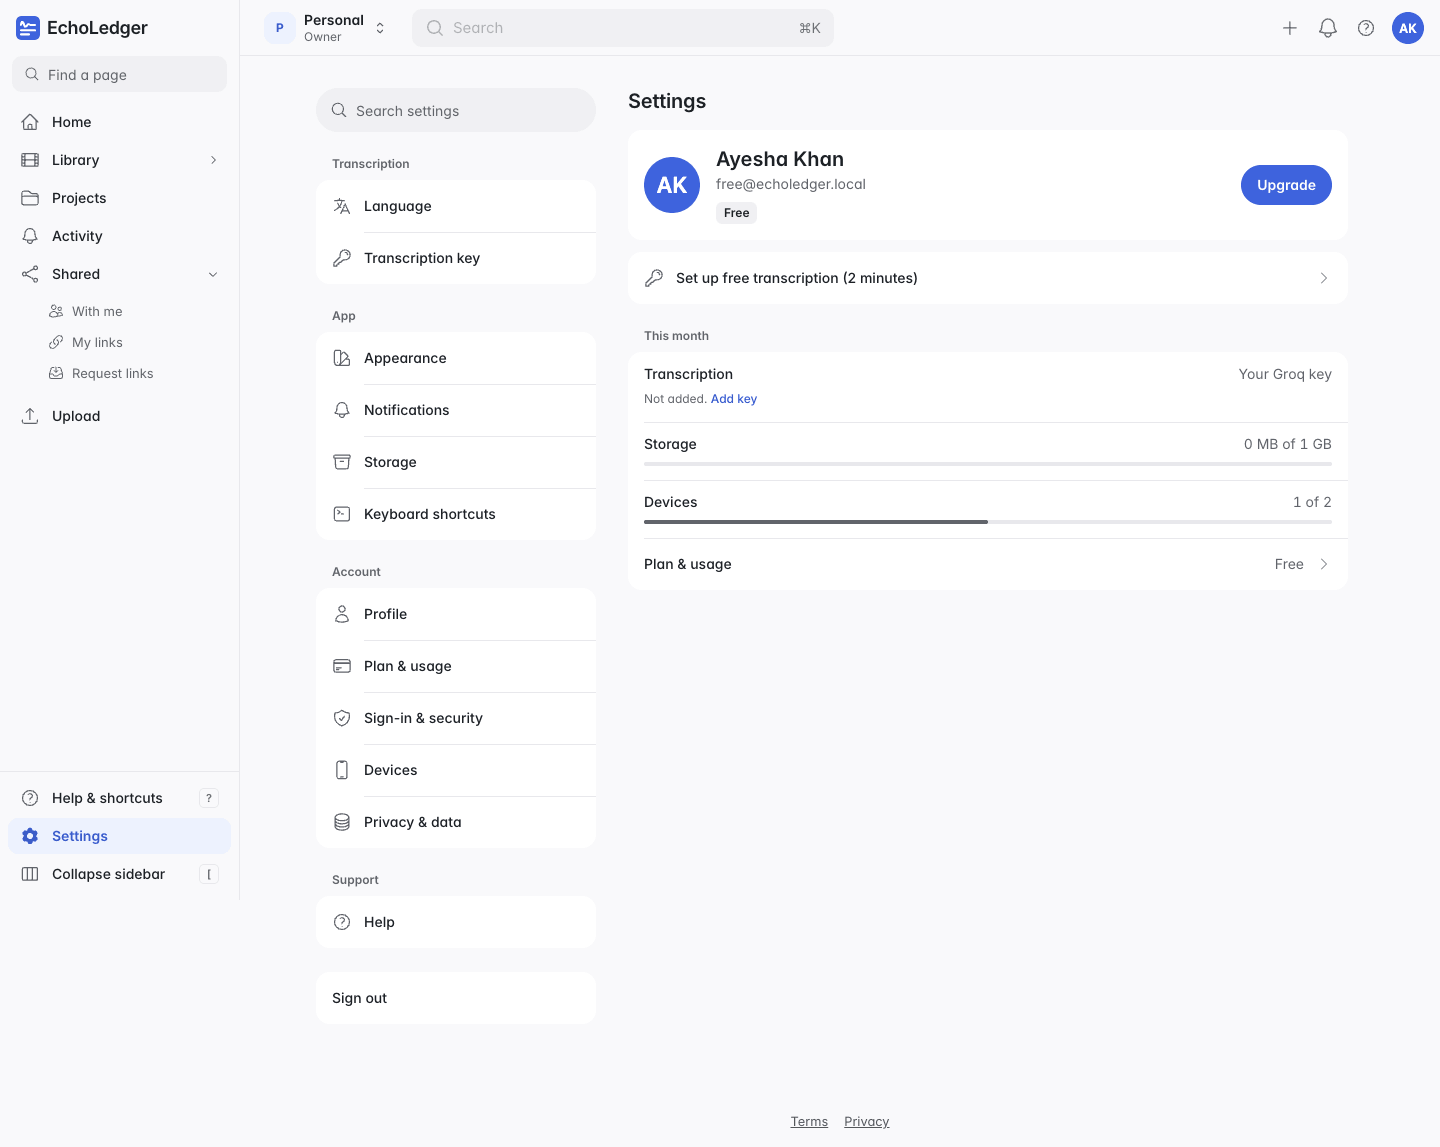 EchoLedger
Find a page
Home
Library
Projects
Activity
Shared
With me
My links
Request links
Upload
Help & shortcuts ?
Settings
Collapse sidebar [
P Personal
Owner
Search ⌘K
AK
Search settings
Transcription
Language
Transcription key
App
Appearance
Notifications
Storage
Keyboard shortcuts
Account
Profile
Plan & usage
Sign-in & security
Devices
Privacy & data
Support
Help
Sign out
Settings
AK
Ayesha Khan
free@echoledger.local
Free
Upgrade
Set up free transcription (2 minutes)
This month
Transcription Your Groq key
Not added. Add key
Storage 0 MB of 1 GB
Devices 1 of 2
Plan & usage Free
Terms Privacy